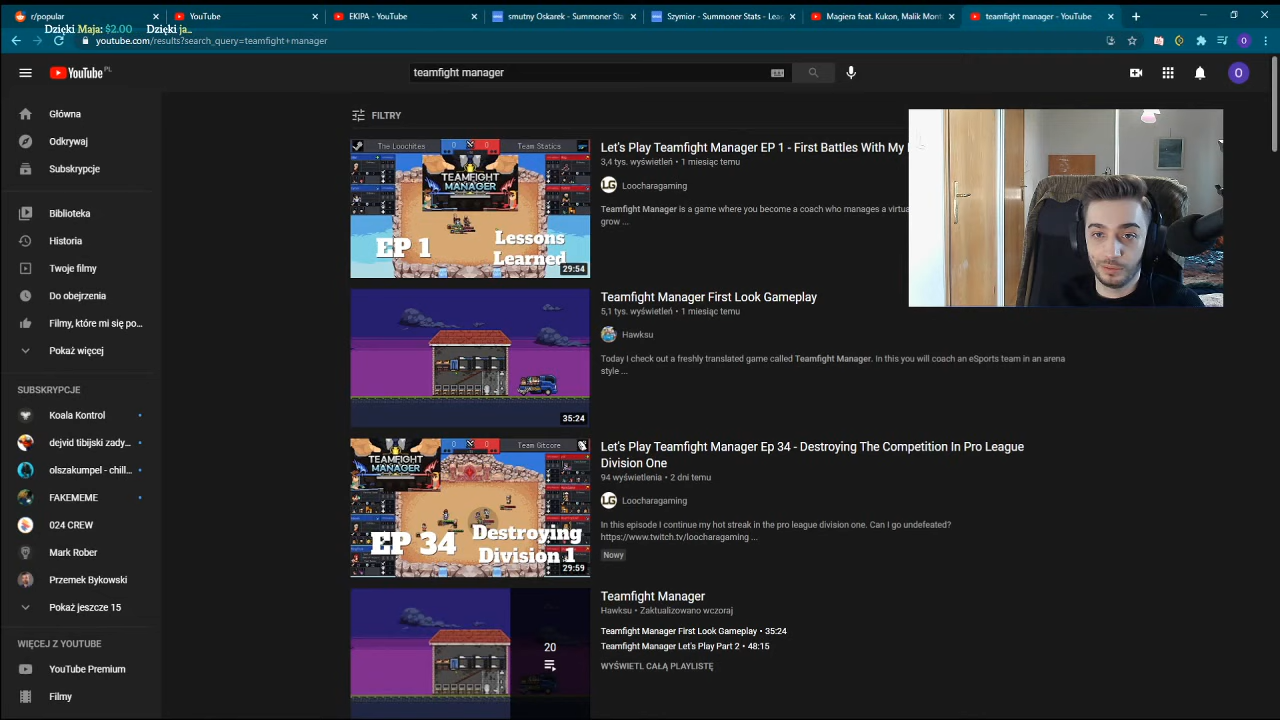 r/popular
YouTube
EKIPA - YouTube
smutny Oskarek - Summoner Sta
Szymior - Summoner Stats - Lea
Magiera feat. Kukon, Malik Mont
teamfight manager - YouTube
Dzięki Maja: $2.00 Dzięki ja..
youtube.com/results?search_query=teamfight+manager
YouTube PL
teamfight manager
O
Główna
Odkrywaj
Subskrypcje
Biblioteka
Historia
Twoje filmy
Do obejrzenia
Filmy, które mi się po...
Pokaż więcej
SUBSKRYPCJE
Koala Kontrol
dejvid tibijski zady...
olszakumpel - chill...
FAKEMEME
024 CREW
Mark Rober
Przemek Bykowski
Pokaż jeszcze 15
WIĘCEJ Z YOUTUBE
YouTube Premium
Filmy
FILTRY
The Loochites 0 0 Team Statics
TEAMFIGHT
MANAGER
EP 1
Lessons
Learned
29:54
Let's Play Teamfight Manager EP 1 - First Battles With My
3,4 tys. wyświetleń • 1 miesiąc temu
LG Loocharagaming
Teamfight Manager is a game where you become a coach who manages a virtua
grow ...
35:24
Teamfight Manager First Look Gameplay
5,1 tys. wyświetleń • 1 miesiąc temu
Hawksu
Today I check out a freshly translated game called Teamfight Manager. In this you will coach an eSports team in an arena
style ...
0 0 Team Gitcore
TEAMFIGHT
MANAGER
EP 34
Destroying
Division 1
29:59
Let's Play Teamfight Manager Ep 34 - Destroying The Competition In Pro League
Division One
94 wyświetlenia • 2 dni temu
LG Loocharagaming
In this episode I continue my hot streak in the pro league division one. Can I go undefeated?
https://www.twitch.tv/loocharagaming ...
Nowy
20
Teamfight Manager
Hawksu • Zaktualizowano wczoraj
Teamfight Manager First Look Gameplay • 35:24
Teamfight Manager Let's Play Part 2 • 48:15
WYŚWIETL CAŁĄ PLAYLISTĘ